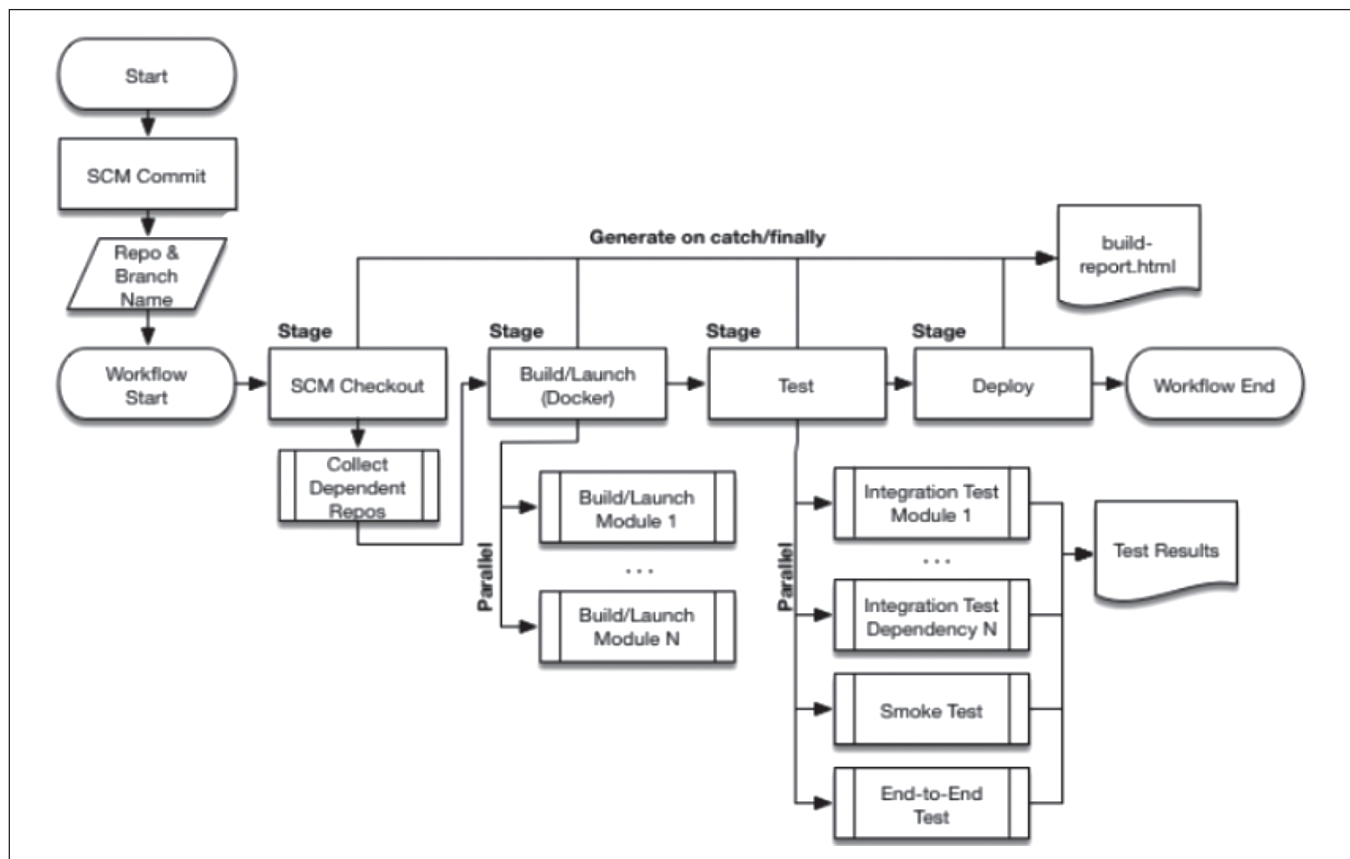 Start
SCM Commit
Repo &
Branch
Name
Workflow
Start
Generate on catch/finally
build-
report.html
Stage
SCM Checkout
Collect
Dependent
Repos
Stage
Build/Launch
(Docker)
Parallel
Build/Launch
Module 1
...
Build/Launch
Module N
Stage
Test
Parallel
Integration Test
Module 1
...
Integration Test
Dependency N
Smoke Test
End-to-End
Test
Test Results
Stage
Deploy
Workflow End